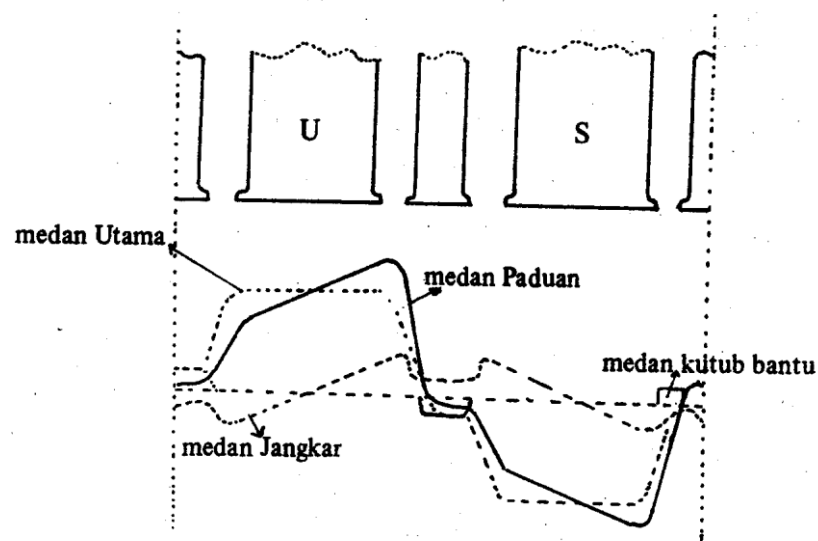 U
S
medan Utama
medan Paduan
medan kutub bantu
medan Jangkar